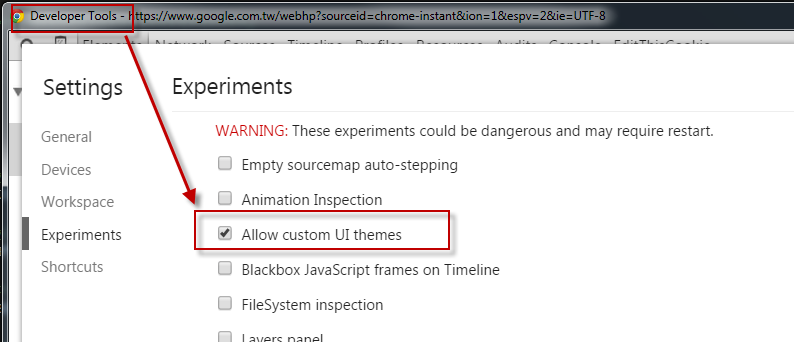 Developer Tools - https://www.google.com.tw/webhp?sourceid=chrome-instant&ion=1&espv=2&ie=UTF-8
Elements Network Sources Timeline Profiles Resources Audits Console EditThisCookie
Settings
General
Devices
Workspace
Experiments
Shortcuts
Experiments
WARNING: These experiments could be dangerous and may require restart.
Empty sourcemap auto-stepping
Animation Inspection
Allow custom UI themes
Blackbox JavaScript frames on Timeline
FileSystem inspection
Layers panel